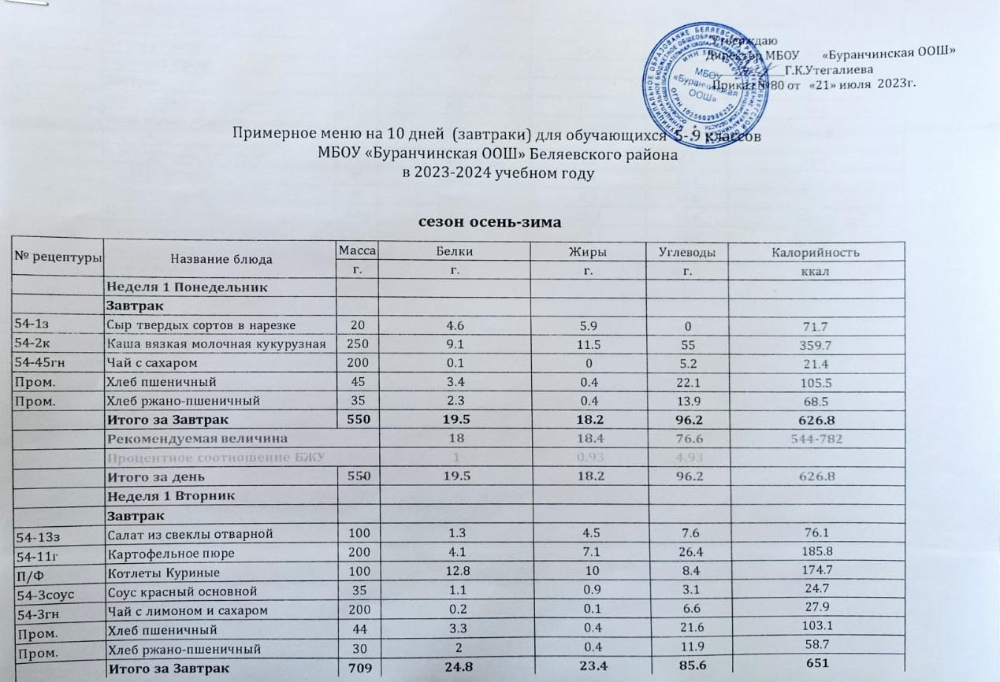 Утверждаю
Директор МБОУ «Буранчинская ООШ»
Г.К.Утегалиева
Приказ №80 от «21» июля 2023г.
МБОУ
«Буранчинская
ООШ»
Примерное меню на 10 дней (завтраки) для обучающихся 5-9 классов
МБОУ «Буранчинская ООШ» Беляевского района
в 2023-2024 учебном году
сезон осень-зима
№ рецептуры Название блюда Масса Белки Жиры Углеводы Калорийность
г. г. г. г. ккал
Неделя 1 Понедельник
Завтрак
54-1з Сыр твердых сортов в нарезке 20 4.6 5.9 0 71.7
54-2к Каша вязкая молочная кукурузная 250 9.1 11.5 55 359.7
54-45гн Чай с сахаром 200 0.1 0 5.2 21.4
Пром. Хлеб пшеничный 45 3.4 0.4 22.1 105.5
Пром. Хлеб ржано-пшеничный 35 2.3 0.4 13.9 68.5
Итого за Завтрак 550 19.5 18.2 96.2 626.8
Рекомендуемая величина 18 18.4 76.6 544-782
Процентное соотношение БЖУ 1 0.93 4.93
Итого за день 550 19.5 18.2 96.2 626.8
Неделя 1 Вторник
Завтрак
54-13з Салат из свеклы отварной 100 1.3 4.5 7.6 76.1
54-11г Картофельное пюре 200 4.1 7.1 26.4 185.8
П/Ф Котлеты Куриные 100 12.8 10 8.4 174.7
54-3соус Соус красный основной 35 1.1 0.9 3.1 24.7
54-3гн Чай с лимоном и сахаром 200 0.2 0.1 6.6 27.9
Пром. Хлеб пшеничный 44 3.3 0.4 21.6 103.1
Пром. Хлеб ржано-пшеничный 30 2 0.4 11.9 58.7
Итого за Завтрак 709 24.8 23.4 85.6 651